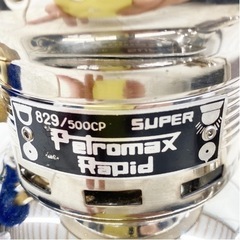 829/500CP SUPER
Petromax
Rapid